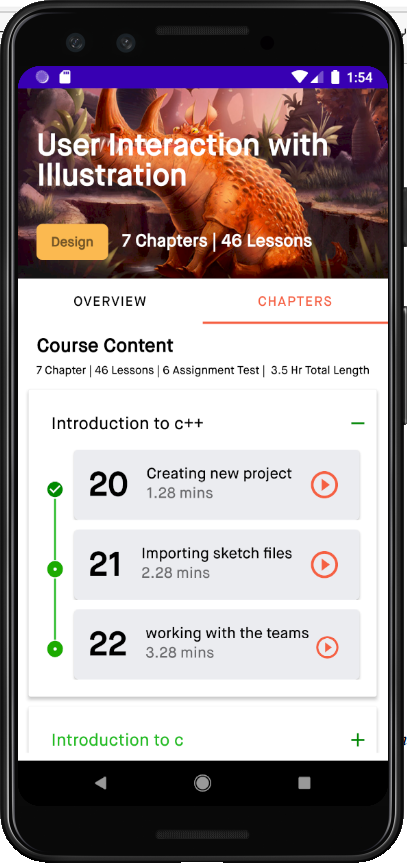 1:54
User Interaction with
Illustration
Design
7 Chapters | 46 Lessons
OVERVIEW
CHAPTERS
Course Content
7 Chapter | 46 Lessons | 6 Assignment Test | 3.5 Hr Total Length
Introduction to c++
20
Creating new project
1.28 mins
21
Importing sketch files
2.28 mins
22
working with the teams
3.28 mins
Introduction to c